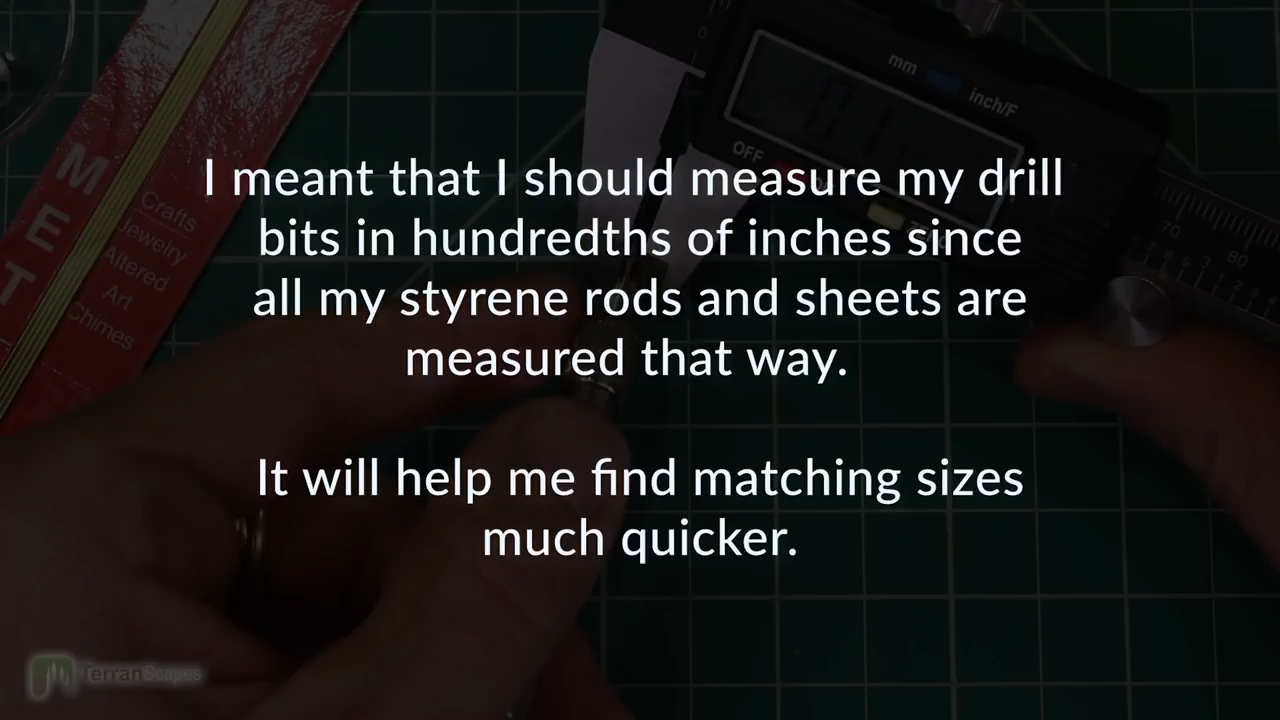 I meant that I should measure my drill
bits in hundredths of inches since
all my styrene rods and sheets are
measured that way.
It will help me find matching sizes
much quicker.
mm
inch/F
OFF
M
E
T
Crafts
Jewelry
Altered
Art
Chimes
70
80
TerranScapes